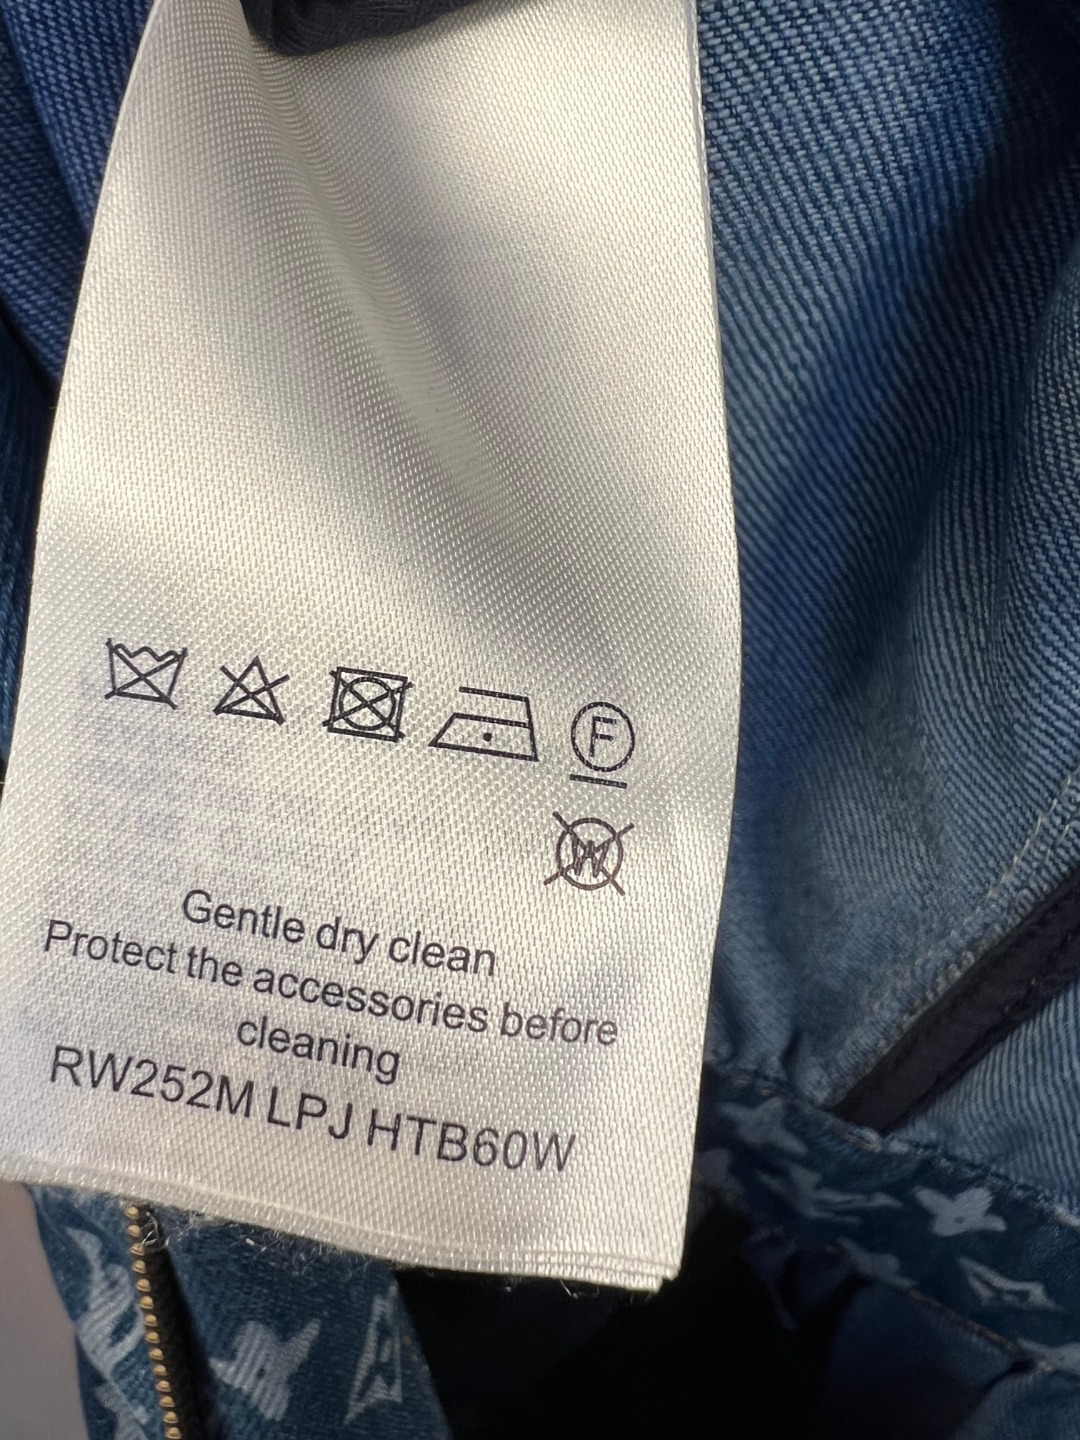 F
W
Gentle dry clean
Protect the accessories before
cleaning
RW252M LPJ HTB60W